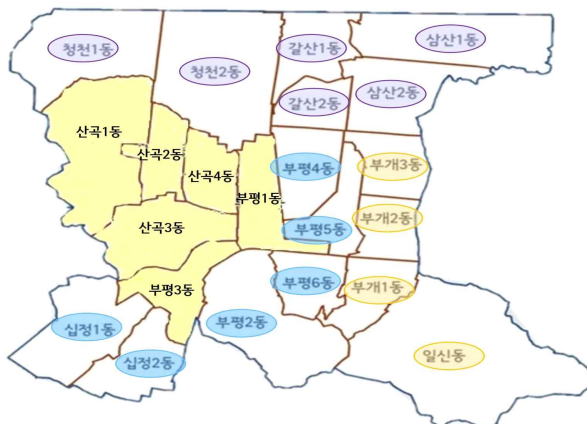 청천1동
청천2동
갈산1동
삼산1동
갈산2동
삼산2동
산곡1동
산곡2동
산곡4동
부평1동
부평4동
부개3동
산곡3동
부평5동
부개2동
부평3동
부평6동
부개1동
십정1동
부평2동
십정2동
일신동